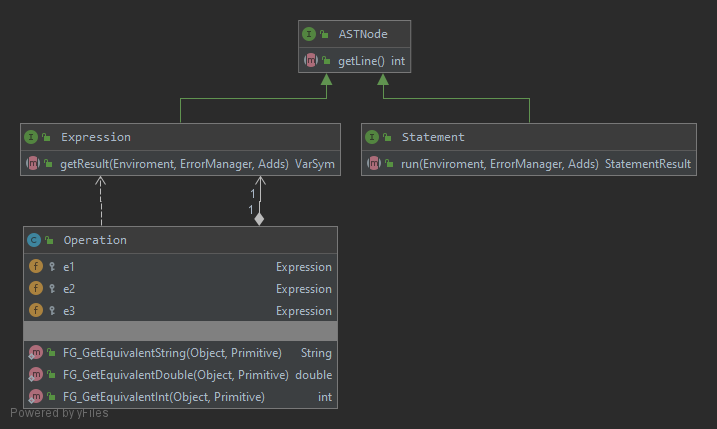 I ASTNode
m getLine() int
I Expression
m getResult(Enviroment, ErrorManager, Adds) VarSym
I Statement
m run(Enviroment, ErrorManager, Adds) StatementResult
1
1
C Operation
f e1 Expression
f e2 Expression
f e3 Expression
m FG_GetEquivalentString(Object, Primitive) String
m FG_GetEquivalentDouble(Object, Primitive) double
m FG_GetEquivalentInt(Object, Primitive) int
Powered by yFiles